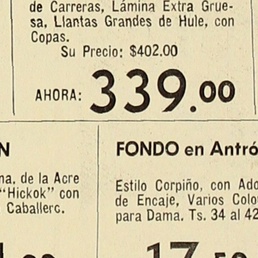 de Carreras, Lámina Extra Grue-
sa, Llantas Grandes de Hule, con
Copas.
Su Precio: $402.00
AHORA: 339.00
na. de la Acre
"Hickok" con
Caballero.
FONDO en Antró
Estilo Corpiño, con Ado
de Encaje, Varios Colo
para Dama. Ts. 34 al 42